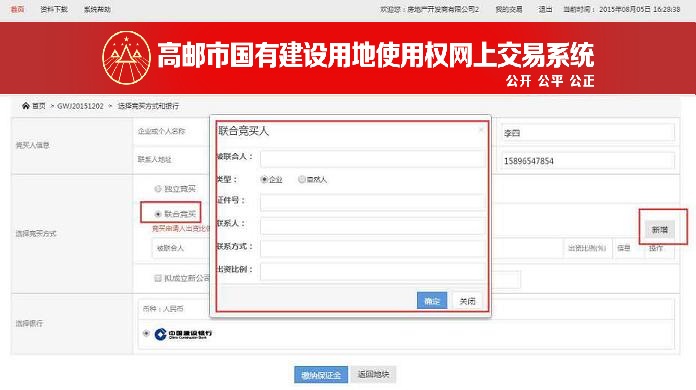 首页 资料下载 系统帮助 欢迎您：房地产开发商有限公司2 我的交易 退出 当前时间：2015年08月05日 16:28:38
高邮市国有建设用地使用权网上交易系统
公开 公平 公正
首页 > GWJ20151202 > 选择竞买方式和银行
竞买人信息
企业或个人名称
李四
联系人地址
15896547854
选择竞买方式
独立竞买
联合竞买
竞买申请人出资比例
新增
被联合人 出资比例(%) 信息 操作
拟成立新公司
联合竞买人 ×
被联合人：
类型： 企业 自然人
证件号：
联系人：
联系方式：
出资比例：
确定 关闭
选择银行
币种：人民币
中国建设银行
China Construction Bank
缴纳保证金 返回地块